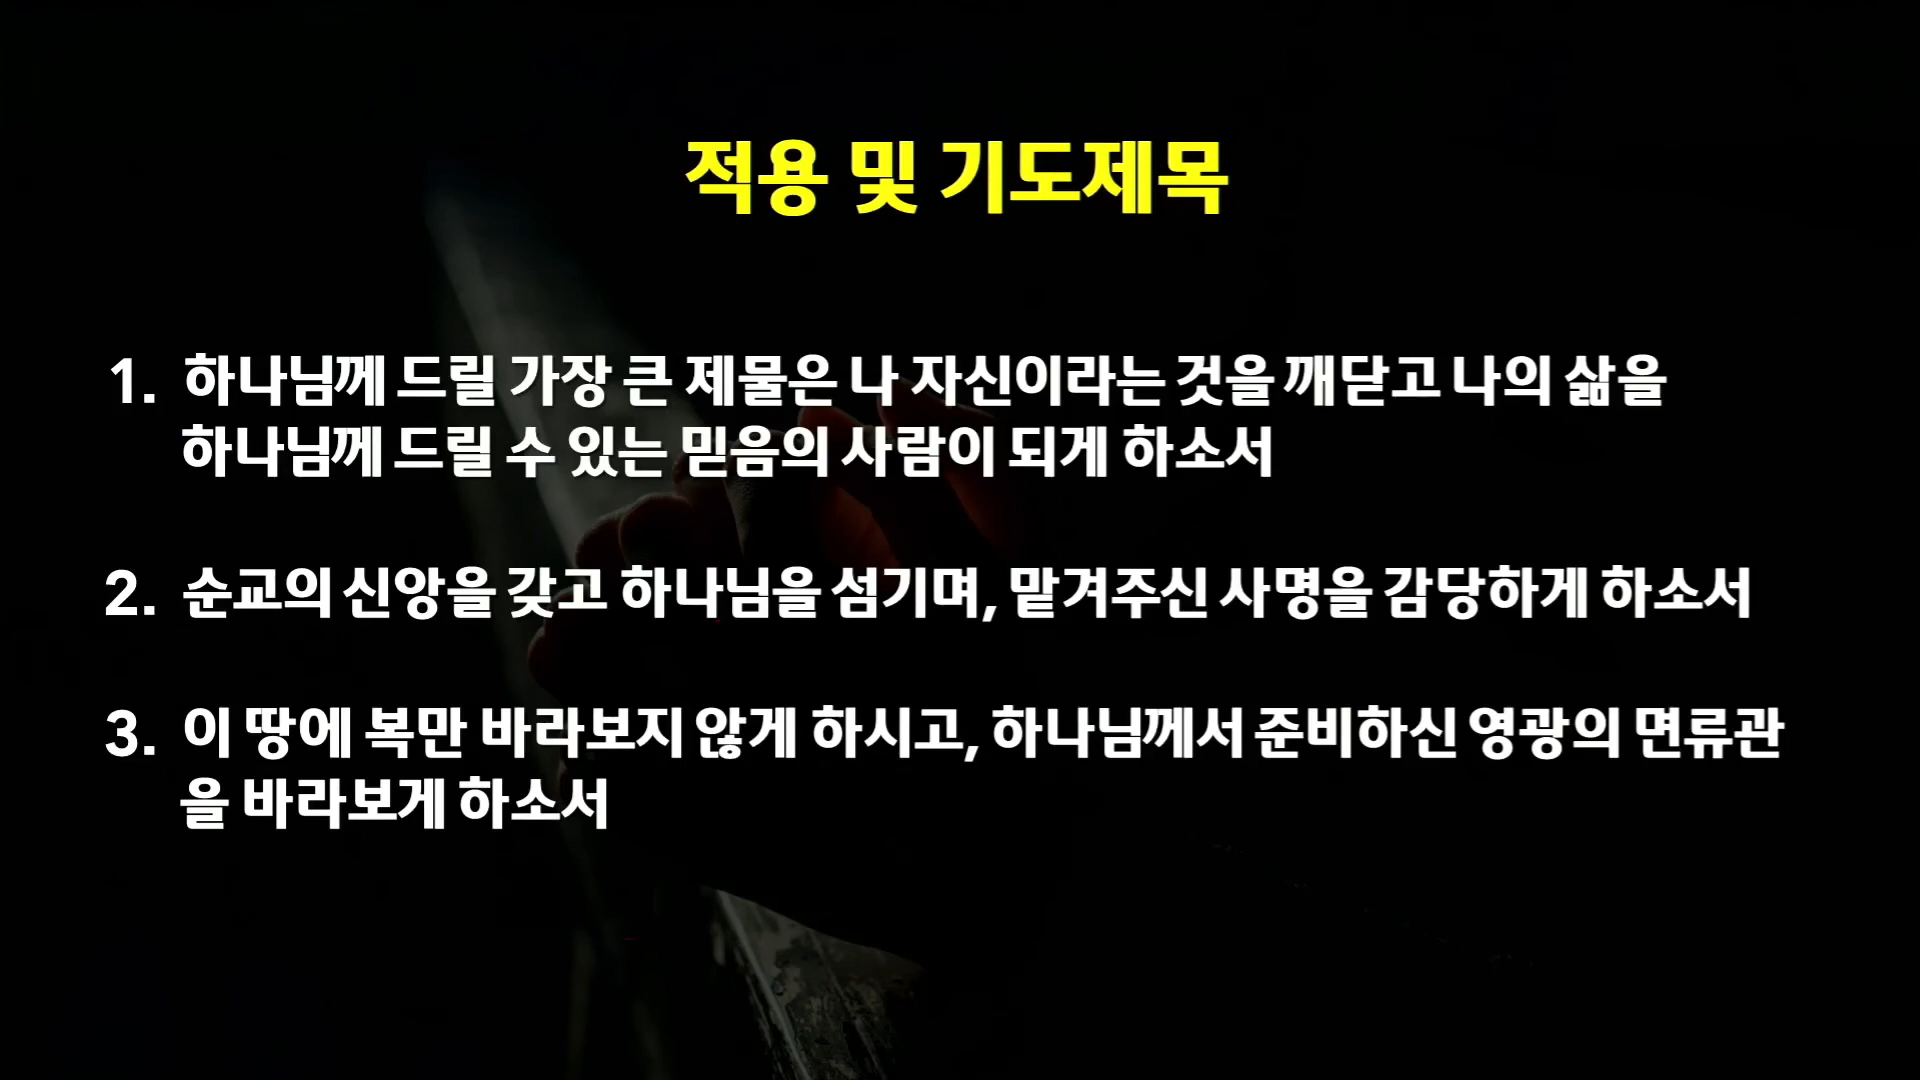 적용 및 기도제목
1. 하나님께 드릴 가장 큰 제물은 나 자신이라는 것을 깨닫고 나의 삶을
하나님께 드릴 수 있는 믿음의 사람이 되게 하소서
2. 순교의 신앙을 갖고 하나님을 섬기며, 맡겨주신 사명을 감당하게 하소서
3. 이 땅에 복만 바라보지 않게 하시고, 하나님께서 준비하신 영광의 면류관
을 바라보게 하소서